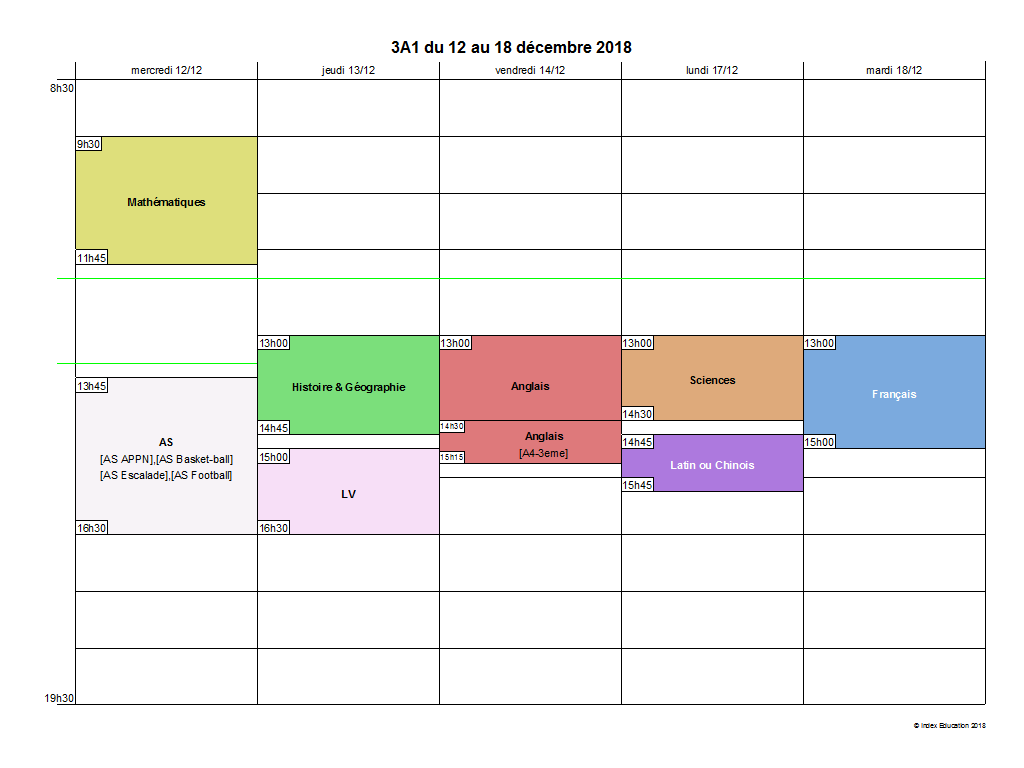 3A1 du 12 au 18 décembre 2018
mercredi 12/12
jeudi 13/12
vendredi 14/12
lundi 17/12
mardi 18/12
8h30
9h30
Mathématiques
11h45
13h45
AS
[AS APPN],[AS Basket-ball]
[AS Escalade],[AS Football]
16h30
13h00
Histoire & Géographie
14h45
15h00
LV
16h30
13h00
Anglais
14h30
Anglais
[A4-3eme]
15h15
13h00
Sciences
14h30
14h45
Latin ou Chinois
15h45
13h00
Français
15h00
19h30
© Index Education 2018